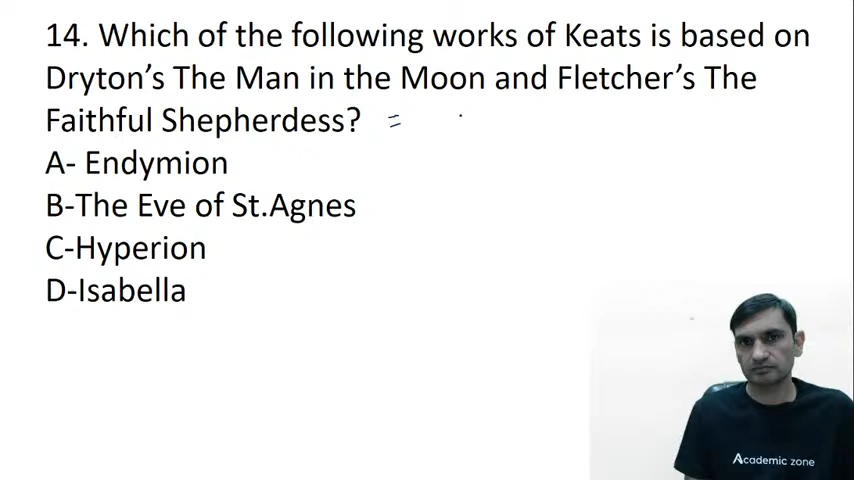 14. Which of the following works of Keats is based on
Dryton's The Man in the Moon and Fletcher's The
Faithful Shepherdess? =
A- Endymion
B-The Eve of St.Agnes
C-Hyperion
D-Isabella
Academic zone